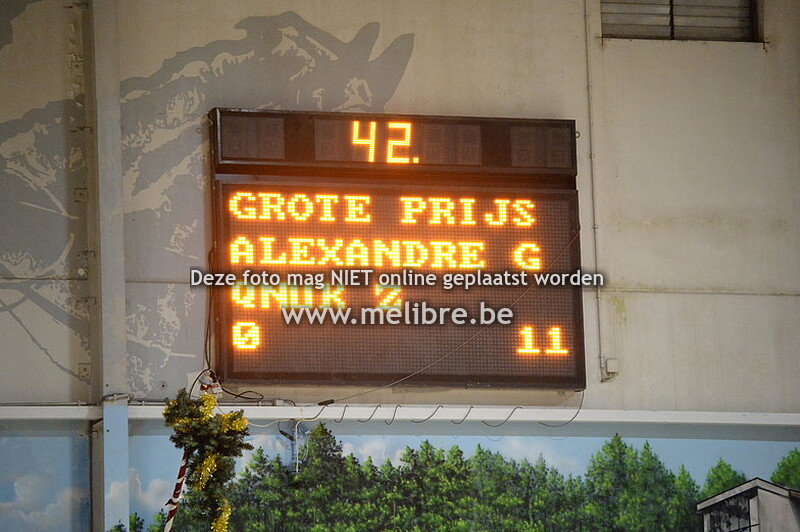 42.
GROTE PRIJS
ALEXANDRE G
Deze foto mag NIET online geplaatst worden
Z
www.melibre.be
0 11